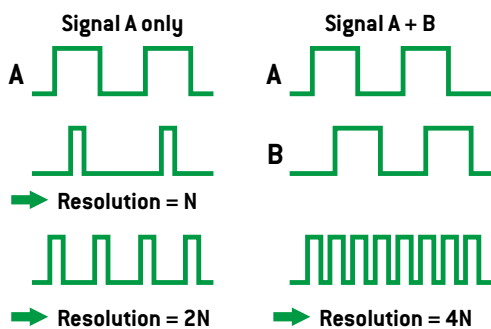 Signal A only
A
Resolution = N
Resolution = 2N
Signal A + B
A
B
Resolution = 4N